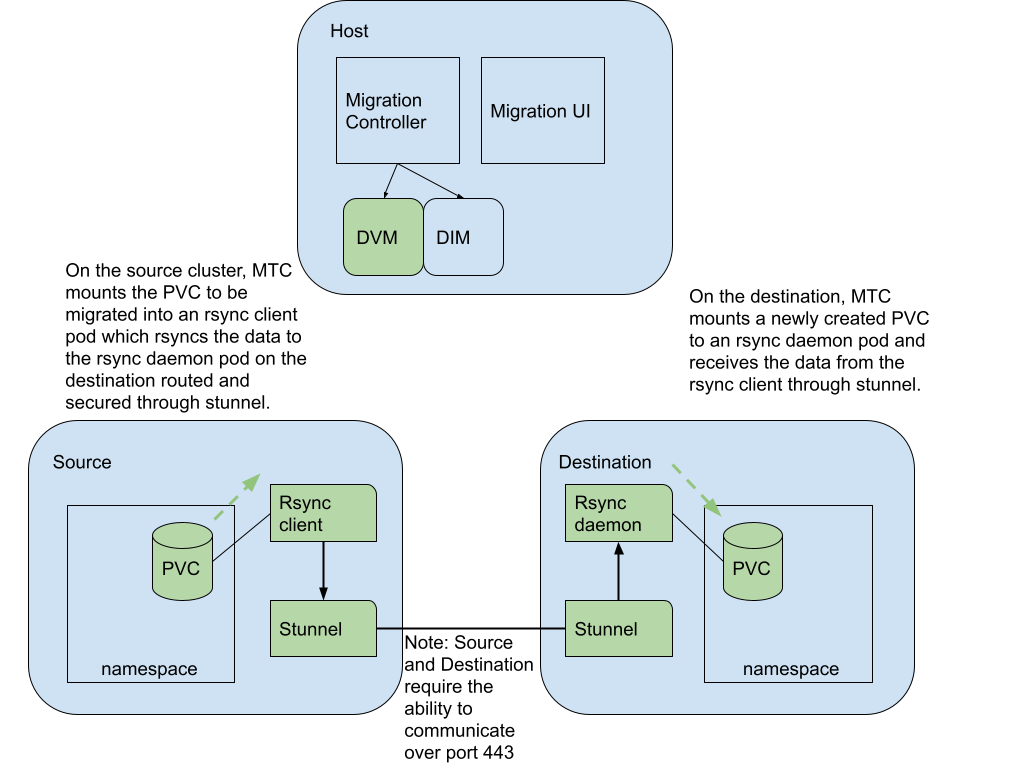 Host
Migration
Controller
Migration UI
DVM
DIM
On the source cluster, MTC
mounts the PVC to be
migrated into an rsync client
pod which rsyncs the data to
the rsync daemon pod on the
destination routed and
secured through stunnel.
On the destination, MTC
mounts a newly created PVC
to an rsync daemon pod and
receives the data from the
rsync client through stunnel.
Source
Rsync
client
PVC
Stunnel
namespace
Note: Source
and Destination
require the
ability to
communicate
over port 443
Destination
Rsync
daemon
PVC
Stunnel
namespace